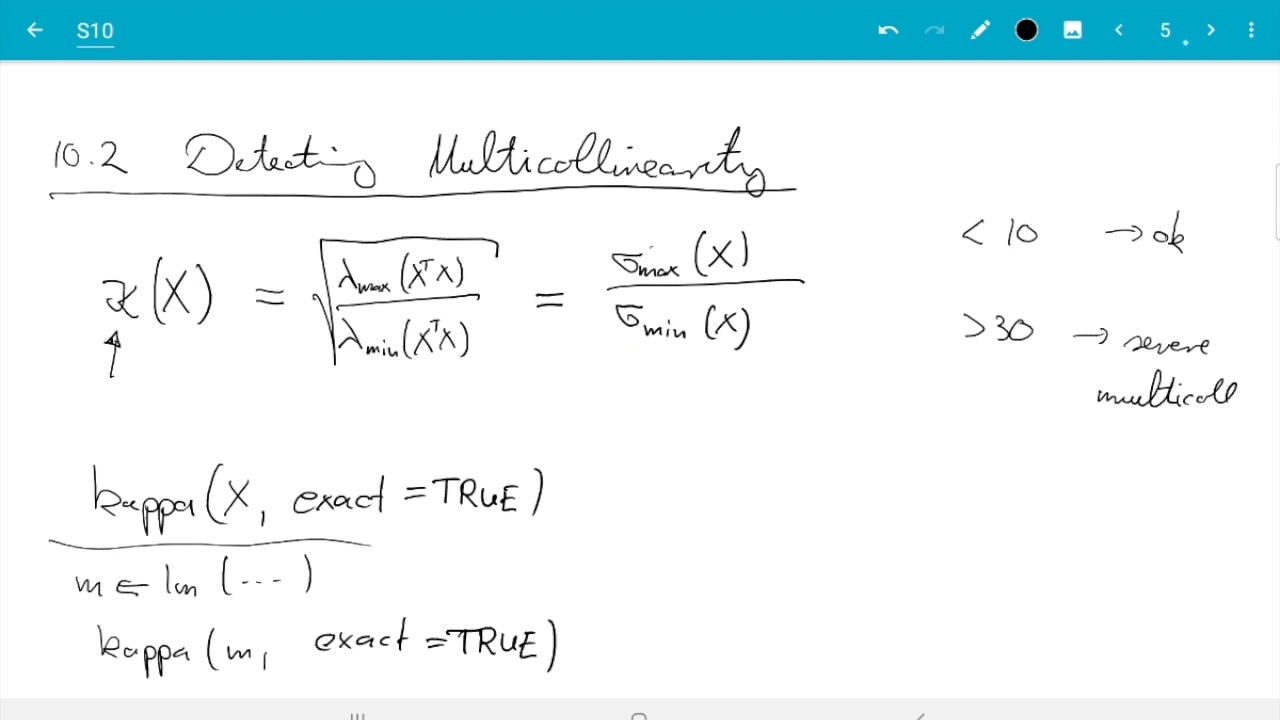 S10
5
10.2 Detecting Multicollinearity
ϰ(X) = √(λmax(XᵀX) / λmin(XᵀX)) = σmax(X) / σmin(X)
< 10 → ok
> 30 → severe
multicoll
kappa(X, exact = TRUE)
m ← lm (...)
kappa(m, exact = TRUE)